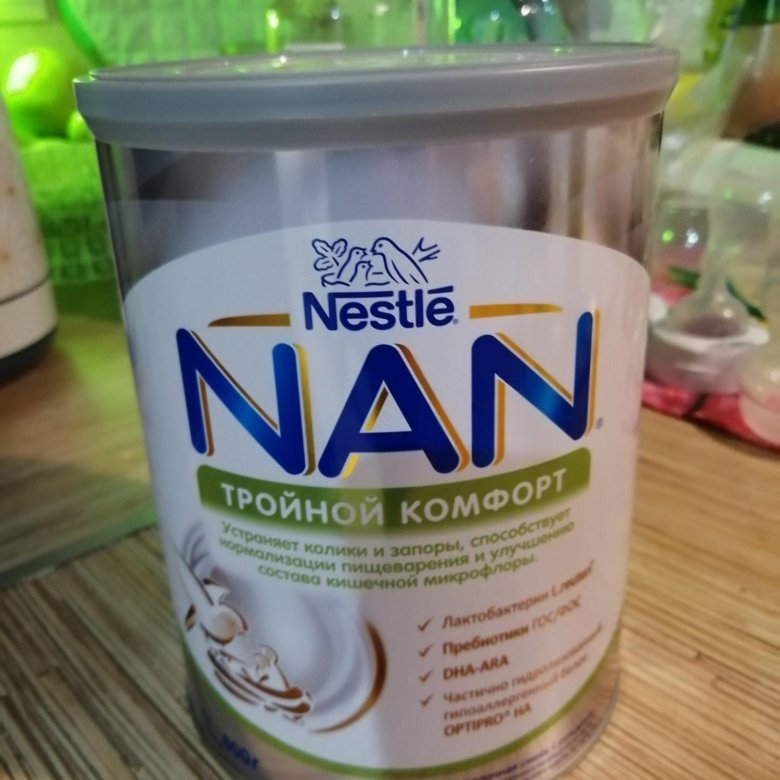 Nestlé
NAN
ТРОЙНОЙ КОМФОРТ
Устраняет колики и запоры, способствует
нормализации пищеварения и улучшению
состава кишечной микрофлоры.
✓ Лактобактерии L.reuteri
✓ Пребиотики ГОС/ФОС
✓ DHA-ARA
✓ Частично гидролизованный
гипоаллергенный белок
OPTIPRO® HA